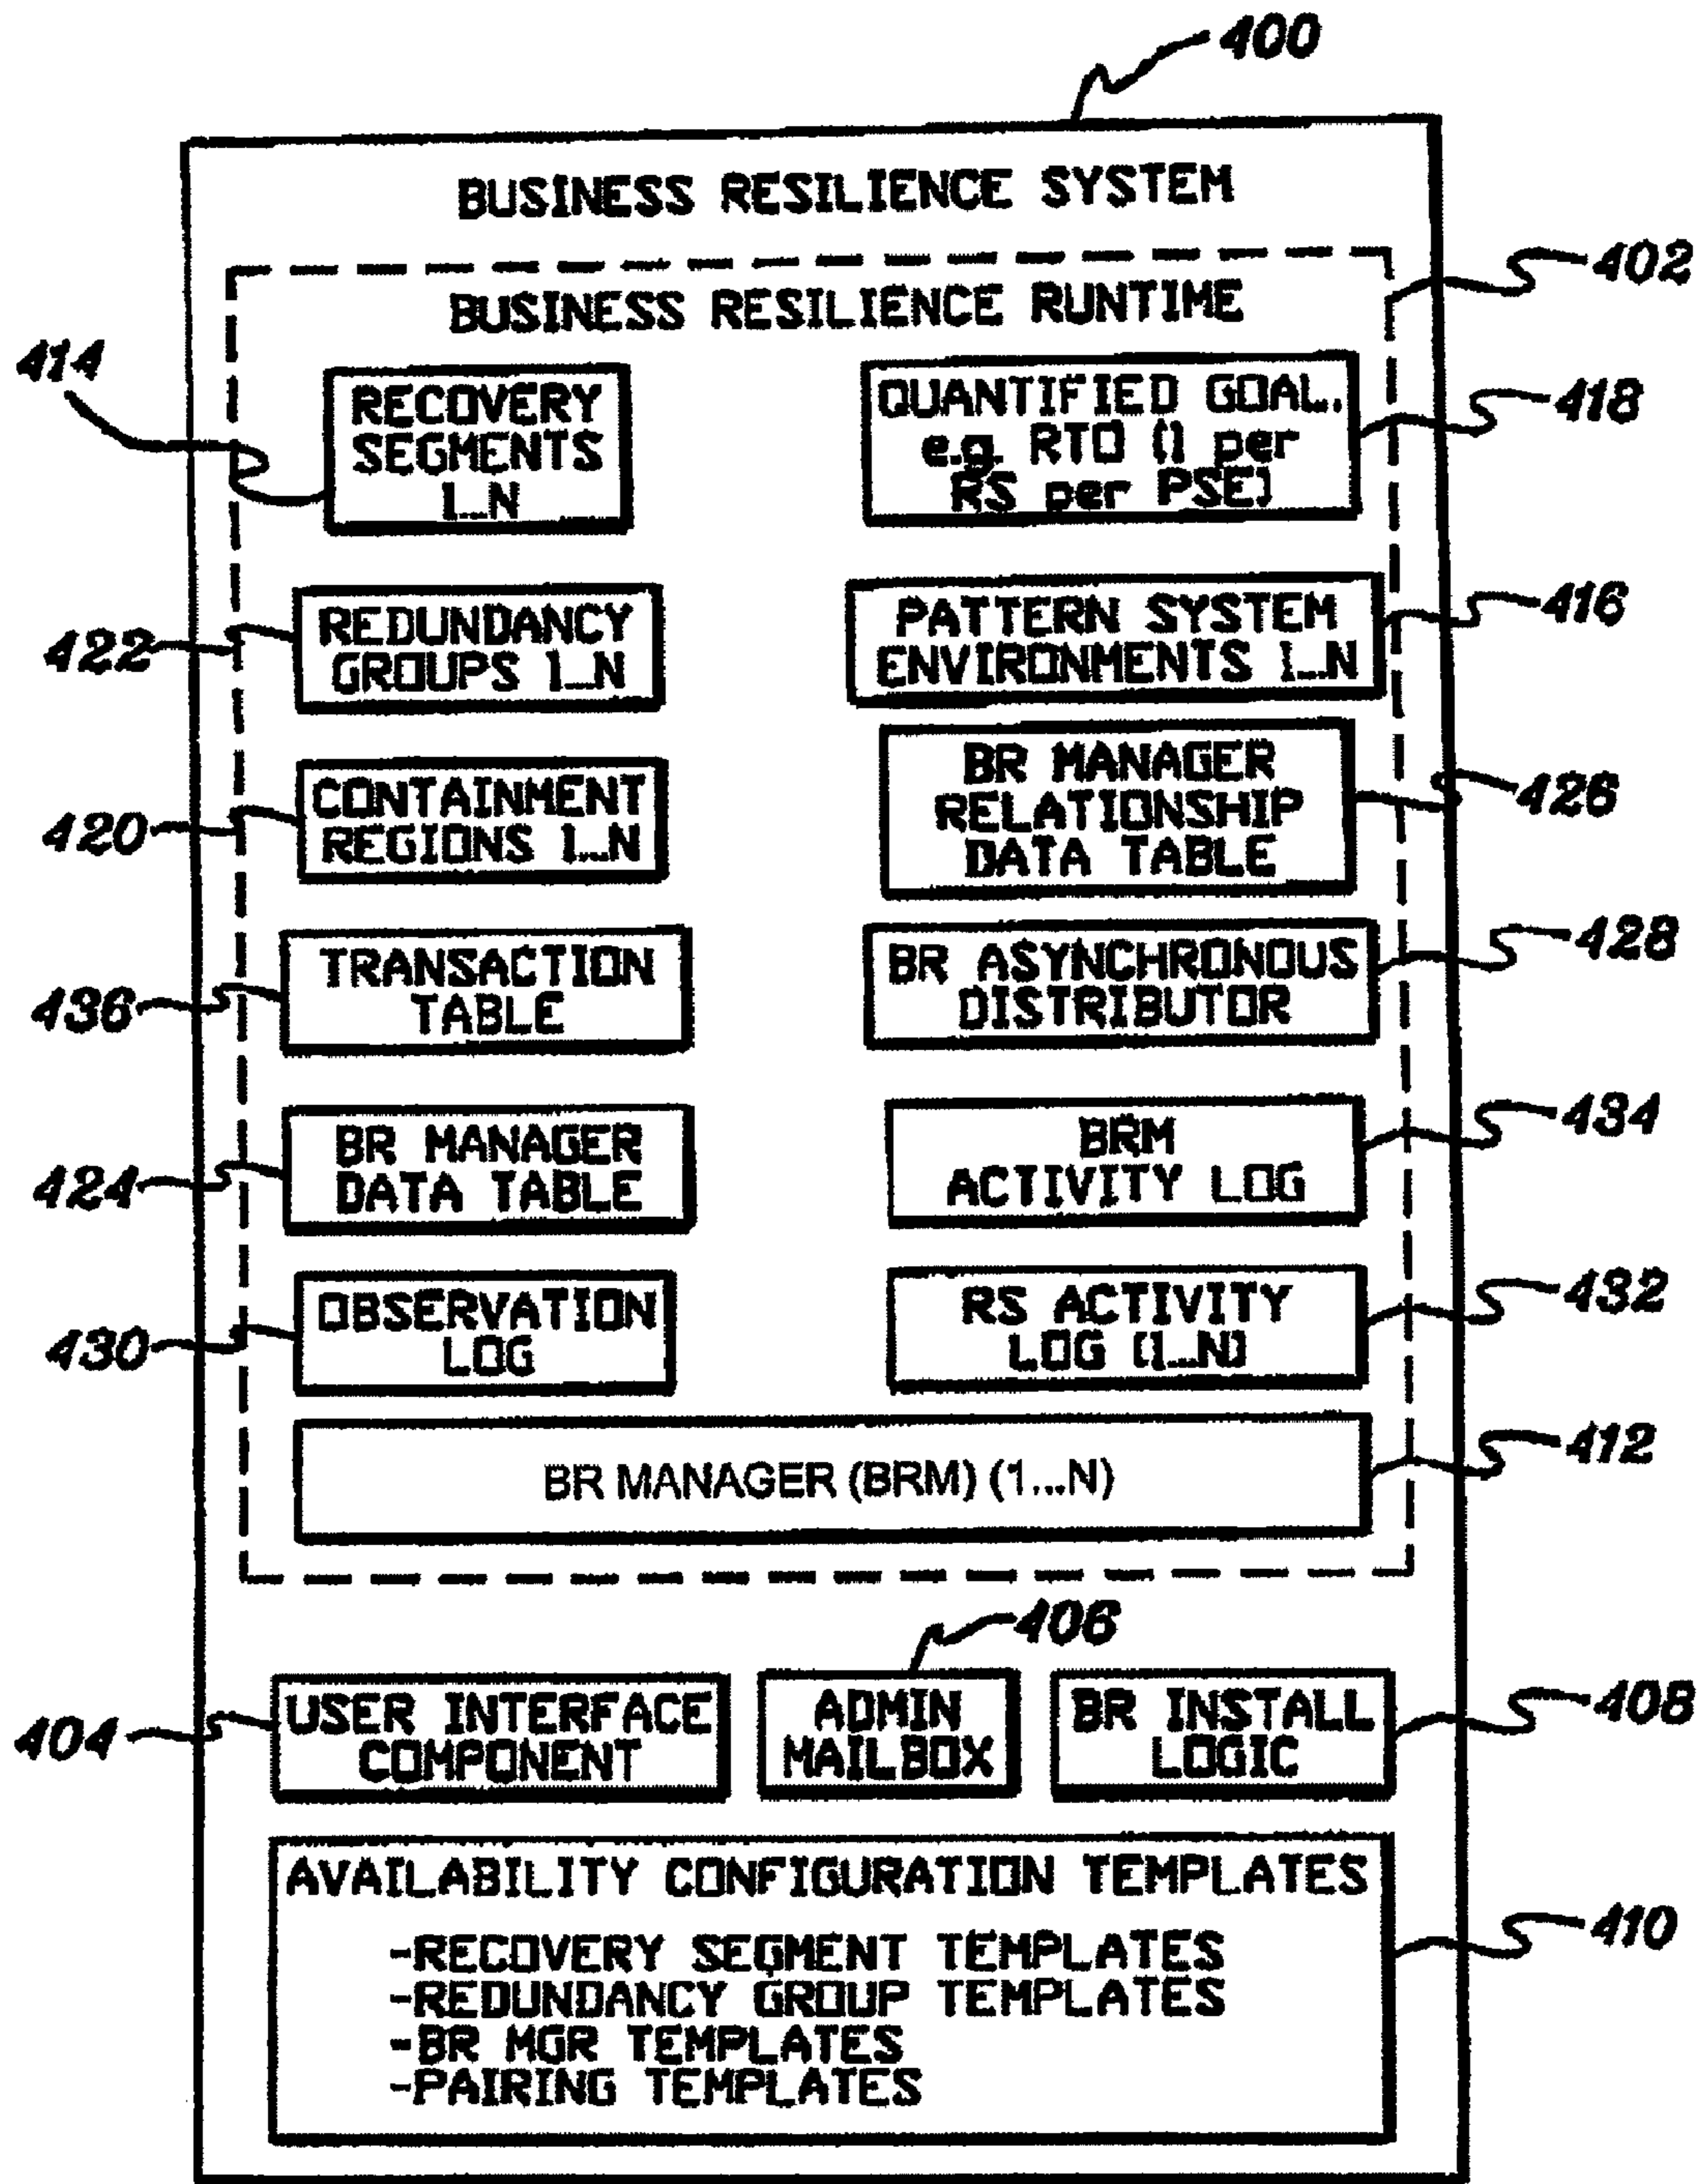 400
BUSINESS RESILIENCE SYSTEM
402
BUSINESS RESILIENCE RUNTIME
414
RECOVERY
SEGMENTS
1...N
QUANTIFIED GOAL.
e.g. RTO (1 per
RS per PSE)
418
422
REDUNDANCY
GROUPS 1...N
PATTERN SYSTEM
ENVIRONMENTS 1...N
416
420
CONTAINMENT
REGIONS 1...N
BR MANAGER
RELATIONSHIP
DATA TABLE
426
436
TRANSACTION
TABLE
BR ASYNCHRONOUS
DISTRIBUTOR
428
424
BR MANAGER
DATA TABLE
BRM
ACTIVITY LOG
434
430
OBSERVATION
LOG
RS ACTIVITY
LOG (1...N)
432
BR MANAGER (BRM) (1...N)
412
406
404
USER INTERFACE
COMPONENT
ADMIN
MAILBOX
BR INSTALL
LOGIC
408
AVAILABILITY CONFIGURATION TEMPLATES
-RECOVERY SEGMENT TEMPLATES
-REDUNDANCY GROUP TEMPLATES
-BR MGR TEMPLATES
-PAIRING TEMPLATES
410